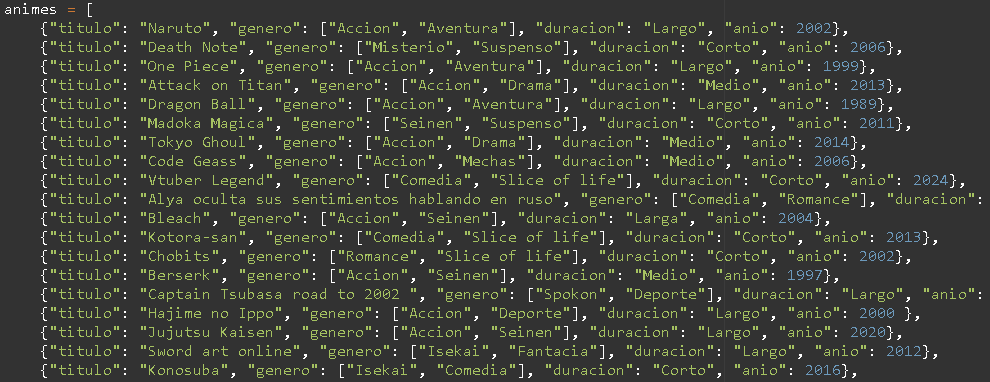 animes = [
{"titulo": "Naruto", "genero": ["Accion", "Aventura"], "duracion": "Largo", "anio": 2002},
{"titulo": "Death Note", "genero": ["Misterio", "Suspenso"], "duracion": "Corto", "anio": 2006},
{"titulo": "One Piece", "genero": ["Accion", "Aventura"], "duracion": "Largo", "anio": 1999},
{"titulo": "Attack on Titan", "genero": ["Accion", "Drama"], "duracion": "Medio", "anio": 2013},
{"titulo": "Dragon Ball", "genero": ["Accion", "Aventura"], "duracion": "Largo", "anio": 1989},
{"titulo": "Madoka Magica", "genero": ["Seinen", "Suspenso"], "duracion": "Corto", "anio": 2011},
{"titulo": "Tokyo Ghoul", "genero": ["Accion", "Drama"], "duracion": "Medio", "anio": 2014},
{"titulo": "Code Geass", "genero": ["Accion", "Mechas"], "duracion": "Medio", "anio": 2006},
{"titulo": "Vtuber Legend", "genero": ["Comedia", "Slice of life"], "duracion": "Corto", "anio": 2024},
{"titulo": "Alya oculta sus sentimientos hablando en ruso", "genero": ["Comedia", "Romance"], "duracion":
{"titulo": "Bleach", "genero": ["Accion", "Seinen"], "duracion": "Larga", "anio": 2004},
{"titulo": "Kotora-san", "genero": ["Comedia", "Slice of life"], "duracion": "Corto", "anio": 2013},
{"titulo": "Chobits", "genero": ["Romance", "Slice of life"], "duracion": "Corto", "anio": 2002},
{"titulo": "Berserk", "genero": ["Accion", "Seinen"], "duracion": "Medio", "anio": 1997},
{"titulo": "Captain Tsubasa road to 2002 ", "genero": ["Spokon", "Deporte"], "duracion": "Largo", "anio":
{"titulo": "Hajime no Ippo", "genero": ["Accion", "Deporte"], "duracion": "Largo", "anio": 2000 },
{"titulo": "Jujutsu Kaisen", "genero": ["Accion", "Seinen"], "duracion": "Largo", "anio": 2020},
{"titulo": "Sword art online", "genero": ["Isekai", "Fantacia"], "duracion": "Largo", "anio": 2012},
{"titulo": "Konosuba", "genero": ["Isekai", "Comedia"], "duracion": "Corto", "anio": 2016},